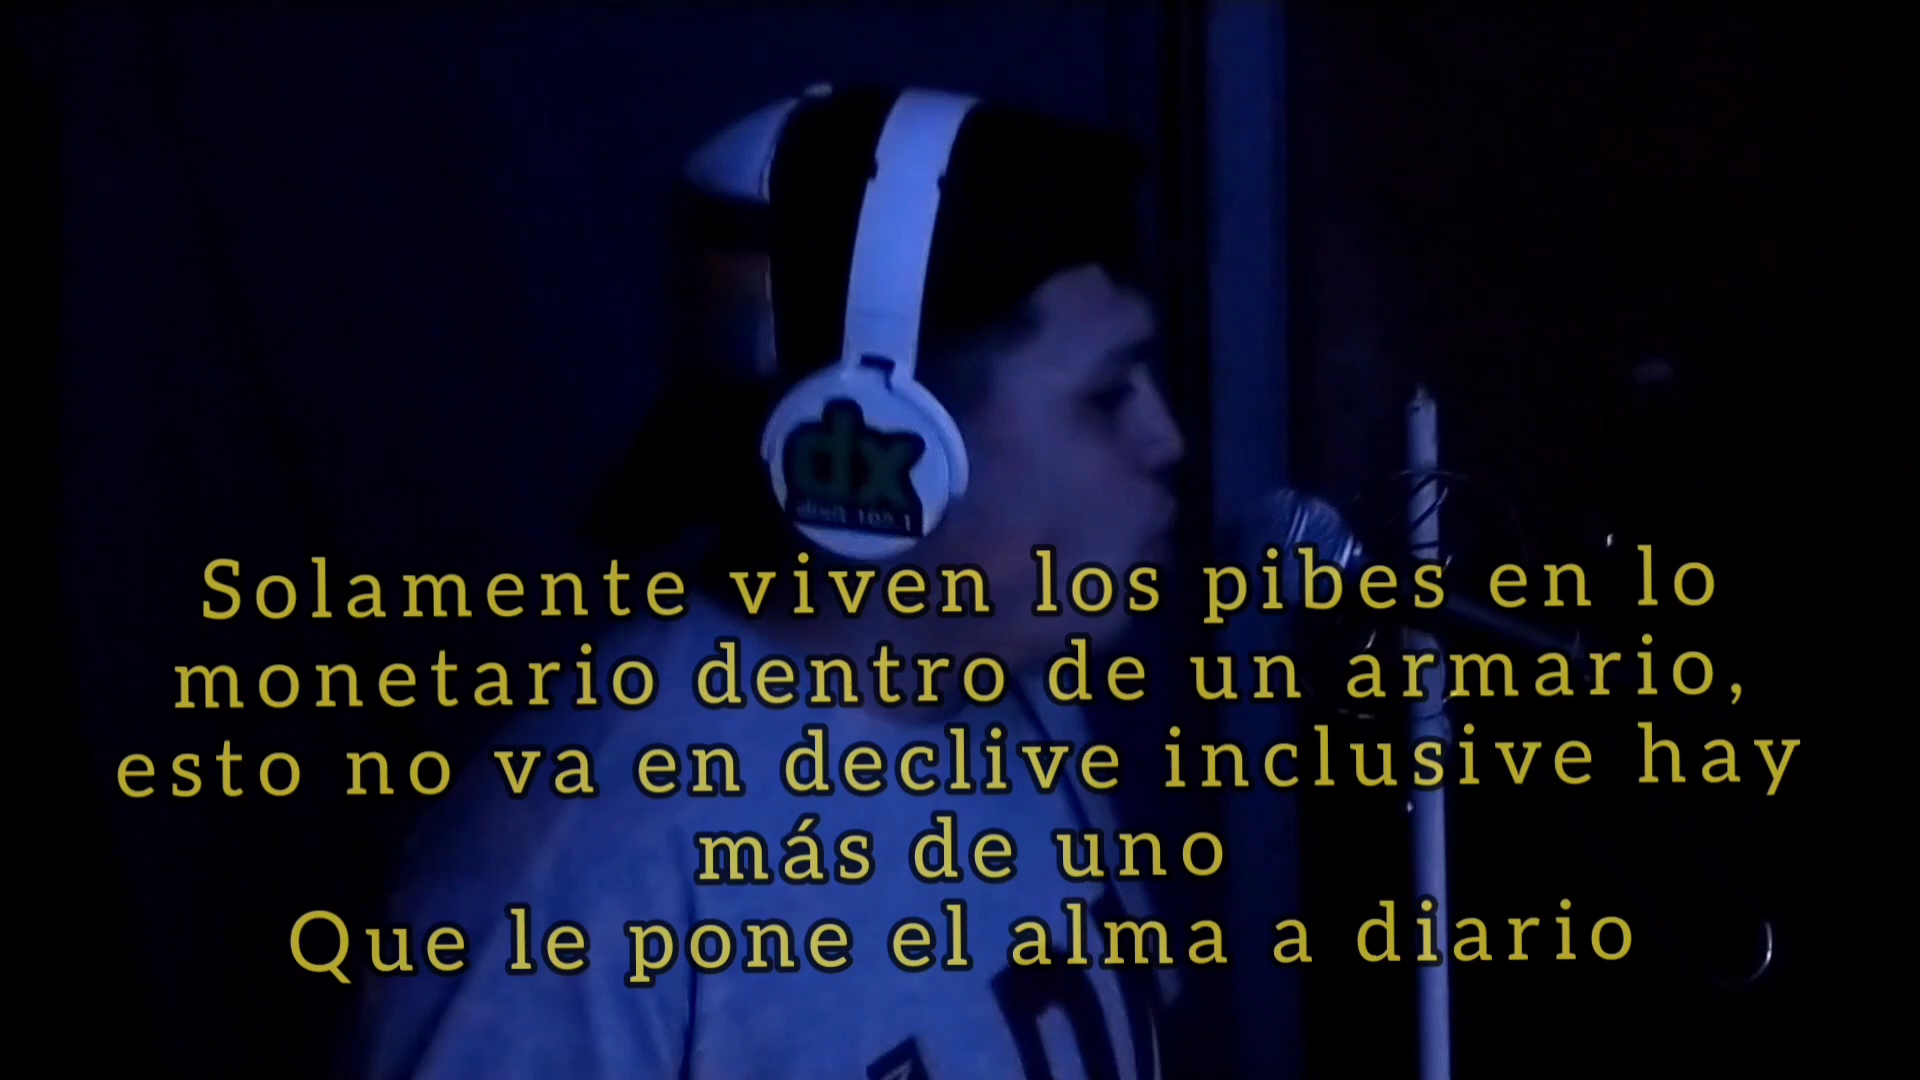 dx
Solamente viven los pibes en lo
monetario dentro de un armario,
esto no va en declive inclusive hay
más de uno
Que le pone el alma a diario